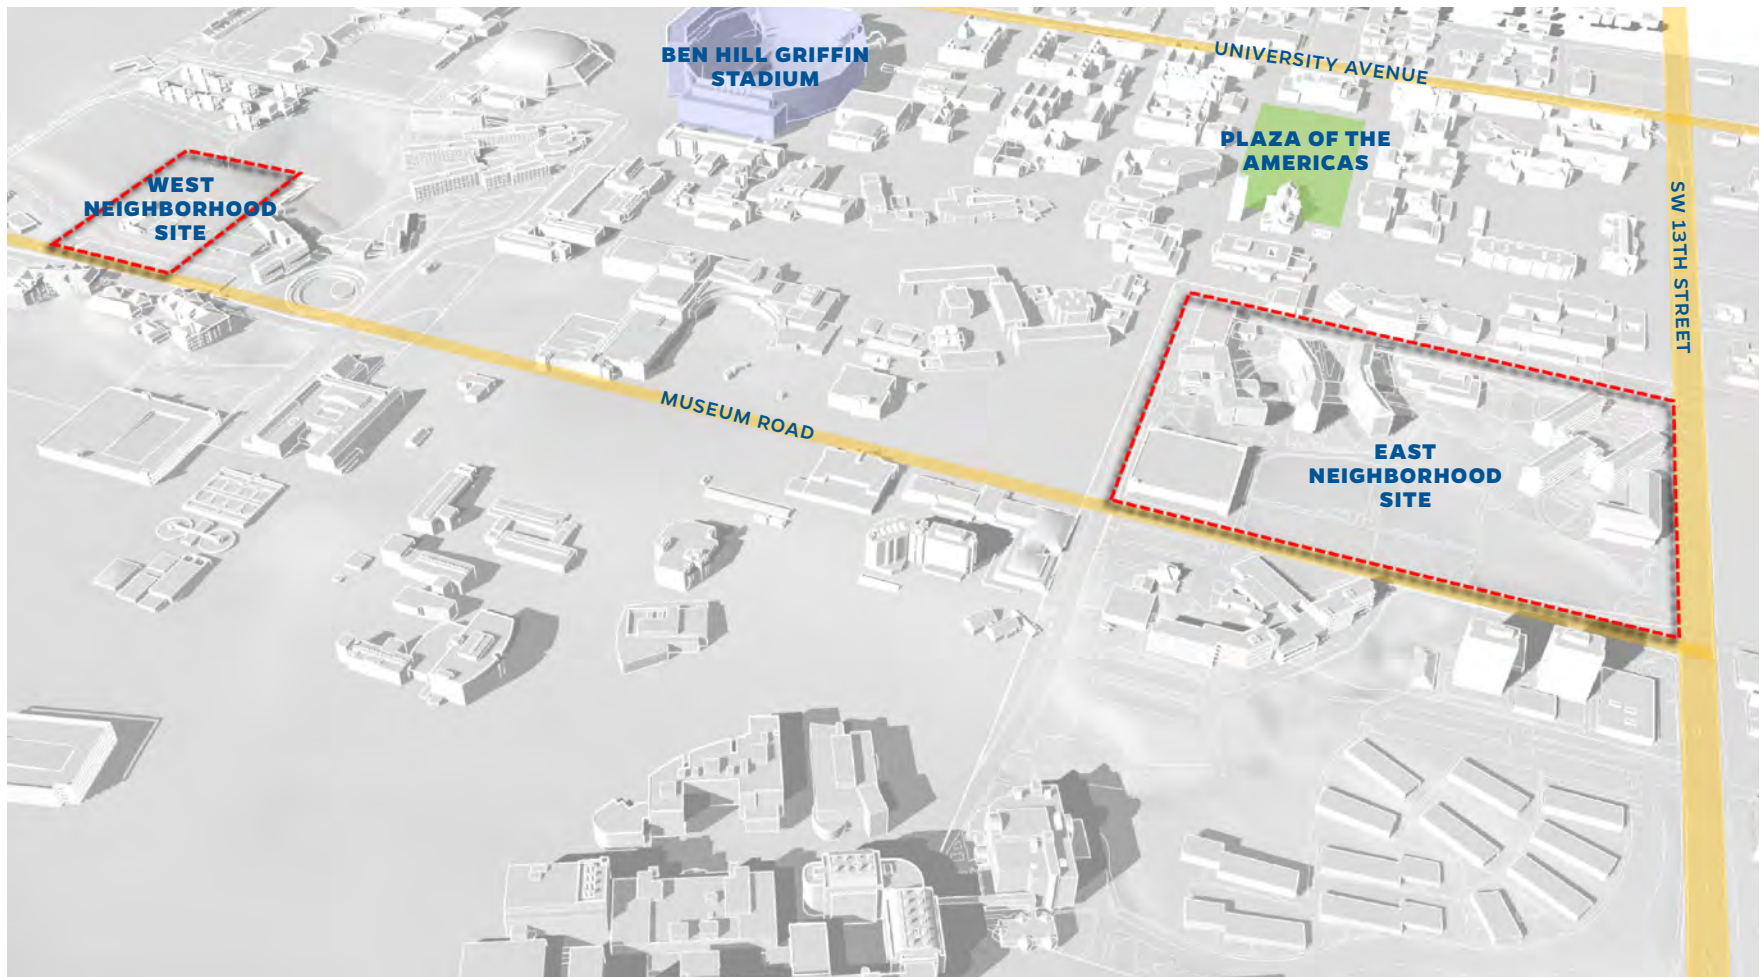 BEN HILL GRIFFIN
STADIUM
UNIVERSITY AVENUE
PLAZA OF THE
AMERICAS
WEST
NEIGHBORHOOD
SITE
SW 13TH STREET
MUSEUM ROAD
EAST
NEIGHBORHOOD
SITE